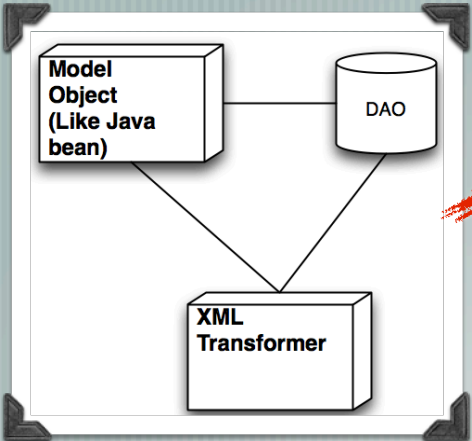 Model
Object
(Like Java
bean)
DAO
XML
Transformer